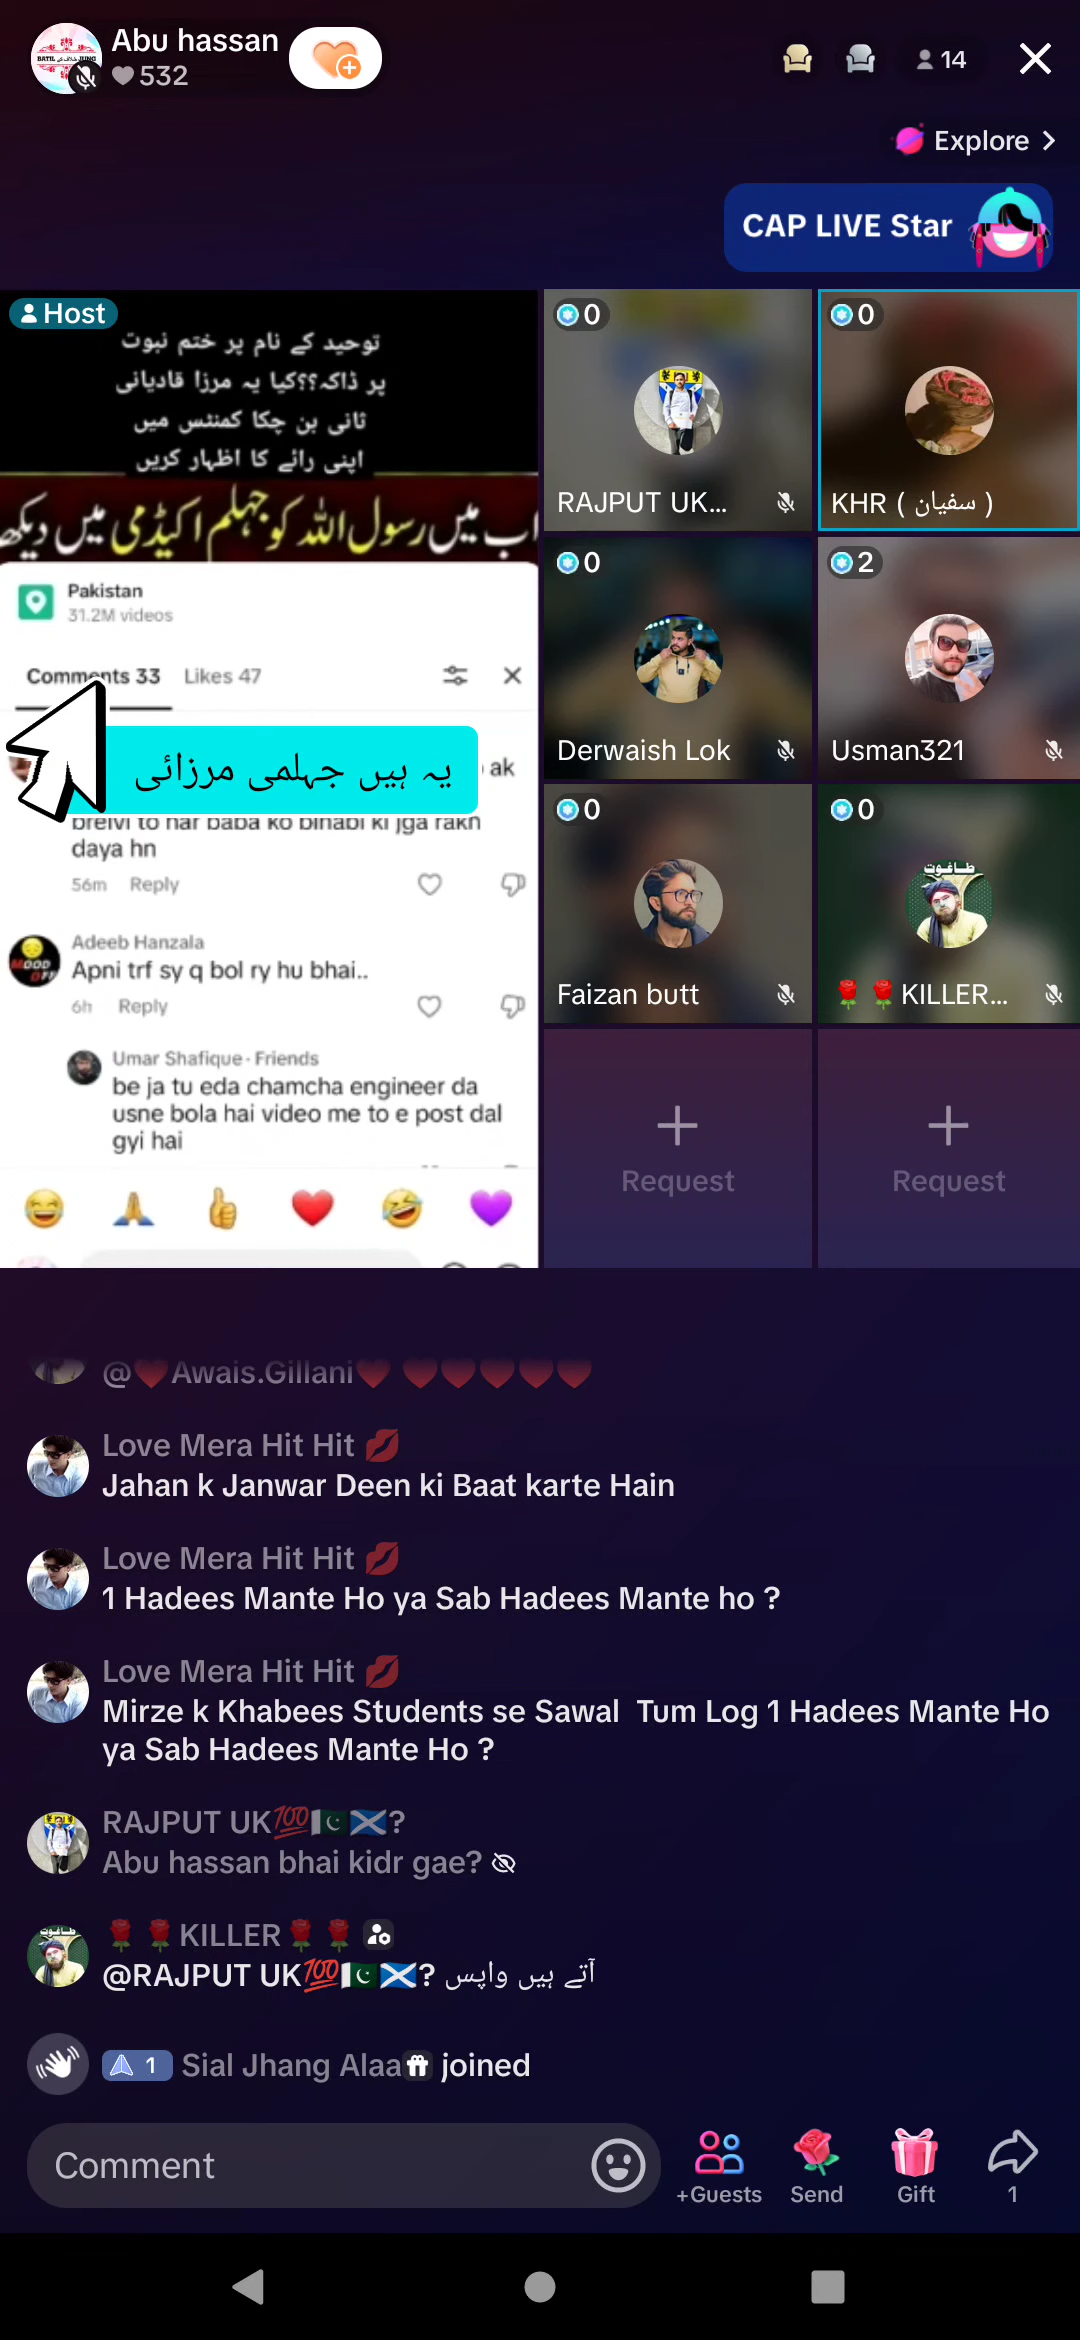 Abu hassan
532
14
Explore
CAP LIVE Star
Host
توحید کے نام پر ختم نبوت
پر ڈاکہ؟؟کیا یہ مرزا قادیانی
ثانی بن چکا کمنٹس میں
اپنی رائے کا اظہار کریں
اب میں رسول اللہ کو جہلم اکیڈمی میں دیکھ
Pakistan
31.2M videos
Comments 33
Likes 47
یہ ہیں جہلمی مرزائی
ak
brelvi to har baba ko binabi ki jga rakh
daya hn
56m Reply
Adeeb Hanzala
Apni trf sy q bol ry hu bhai..
6h Reply
Umar Shafique · Friends
be ja tu eda chamcha engineer da
usne bola hai video me to e post dal
gyi hai
0
RAJPUT UK...
0
KHR ( سفیان )
0
Derwaish Lok
2
Usman321
0
Faizan butt
0
طاغوت
🌹🌹KILLER...
Request
Request
@❤️Awais.Gillani❤️ ❤️❤️❤️❤️❤️
Love Mera Hit Hit 💋
Jahan k Janwar Deen ki Baat karte Hain
Love Mera Hit Hit 💋
1 Hadees Mante Ho ya Sab Hadees Mante ho ?
Love Mera Hit Hit 💋
Mirze k Khabees Students se Sawal Tum Log 1 Hadees Mante Ho
ya Sab Hadees Mante Ho ?
RAJPUT UK💯🇵🇰🏴󠁧󠁢󠁳󠁣󠁴󠁿?
Abu hassan bhai kidr gae?
🌹🌹KILLER🌹🌹
@RAJPUT UK💯🇵🇰🏴󠁧󠁢󠁳󠁣󠁴󠁿? آتے ہیں واپس
1 Sial Jhang Alaa joined
Comment
+Guests
Send
Gift
1